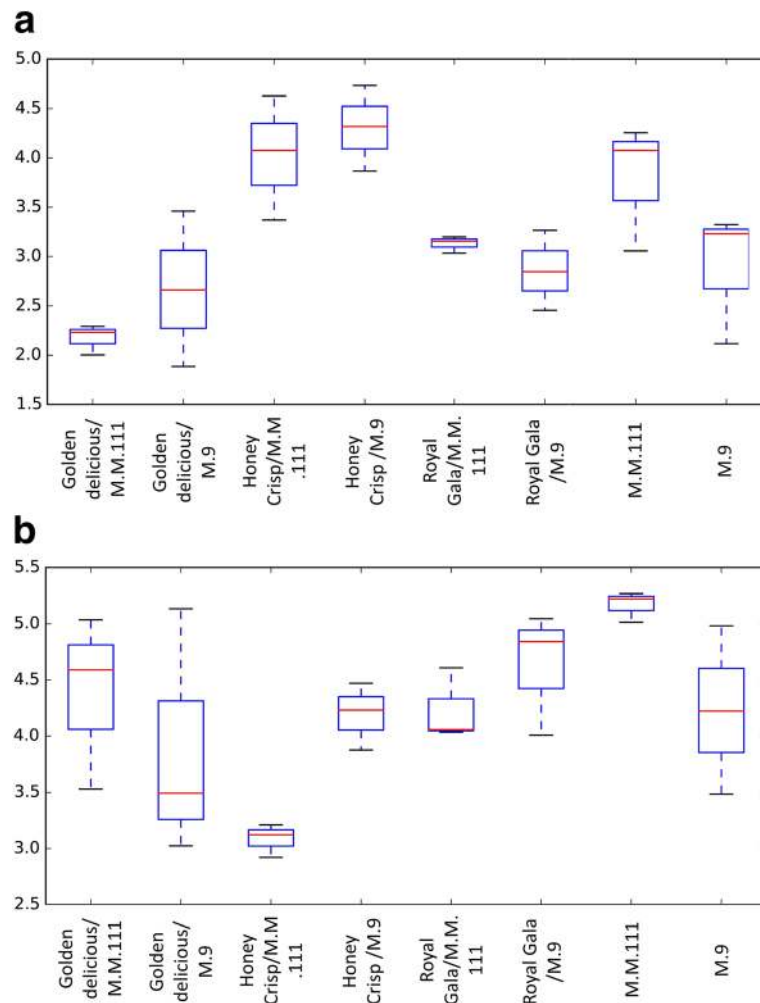 a
5.0
4.5
4.0
3.5
3.0
2.5
2.0
1.5
Golden
delicious/
M.M.111
Golden
delicious/
M.9
Honey
Crisp/M.M
.111
Honey
Crisp /M.9
Royal
Gala/M.M.
111
Royal Gala
/M.9
M.M.111
M.9
b
5.5
5.0
4.5
4.0
3.5
3.0
2.5
Golden
delicious/
M.M.111
Golden
delicious/
M.9
Honey
Crisp/M.M
.111
Honey
Crisp /M.9
Royal
Gala/M.M.
111
Royal Gala
/M.9
M.M.111
M.9